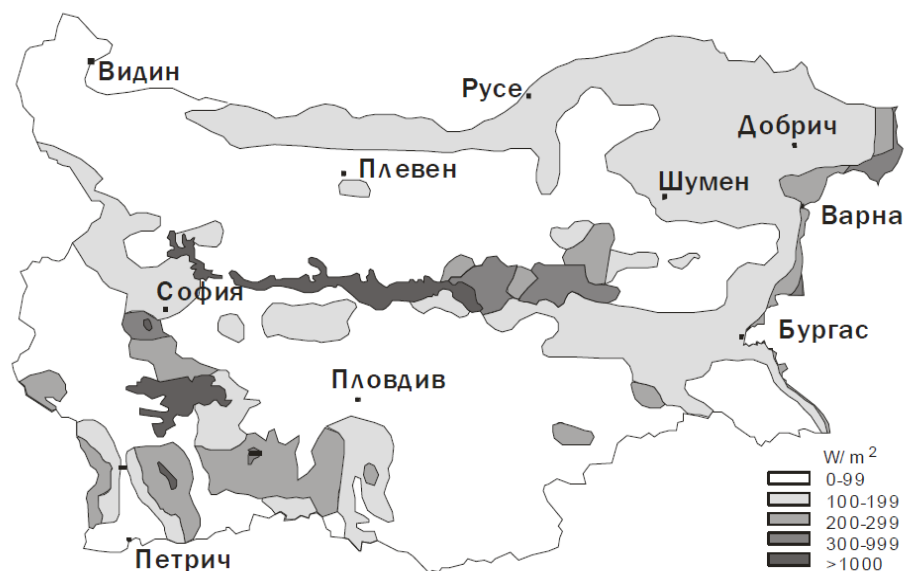 Видин
Русе
Добрич
Плевен
Шумен
Варна
София
Бургас
Пловдив
Петрич
W/m²
0-99
100-199
200-299
300-999
>1000